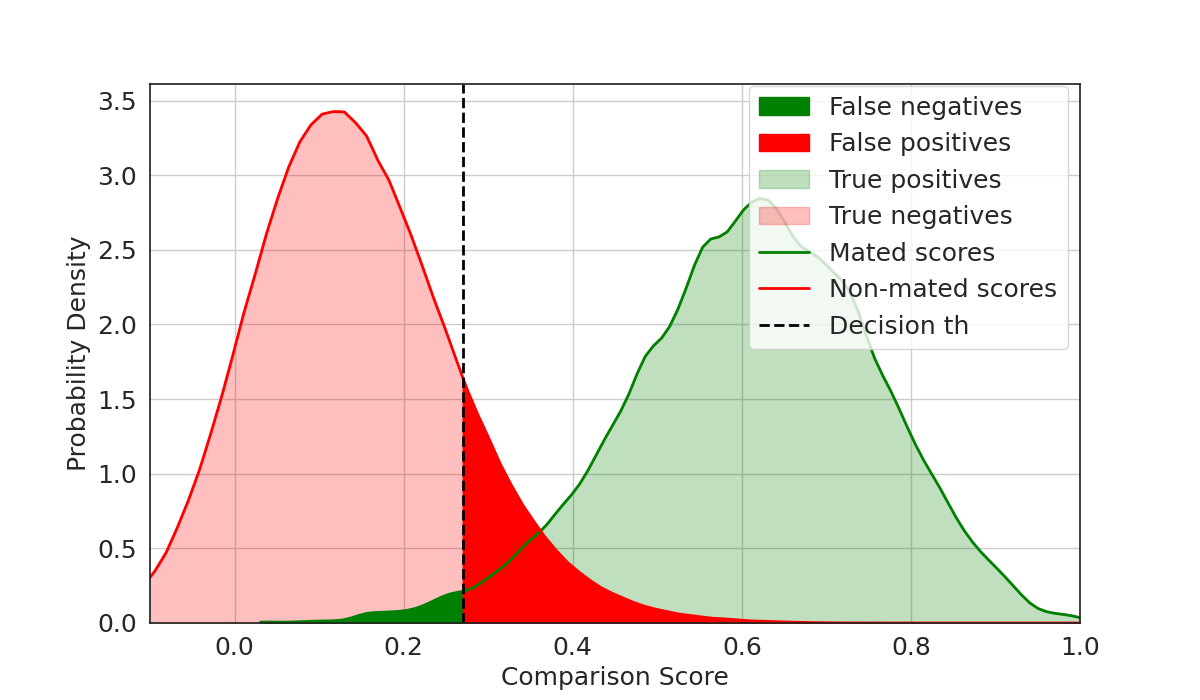 3.5
3.0
2.5
2.0
1.5
1.0
0.5
0.0
Probability Density
False negatives
False positives
True positives
True negatives
Mated scores
Non-mated scores
Decision th
0.0 0.2 0.4 0.6 0.8 1.0
Comparison Score